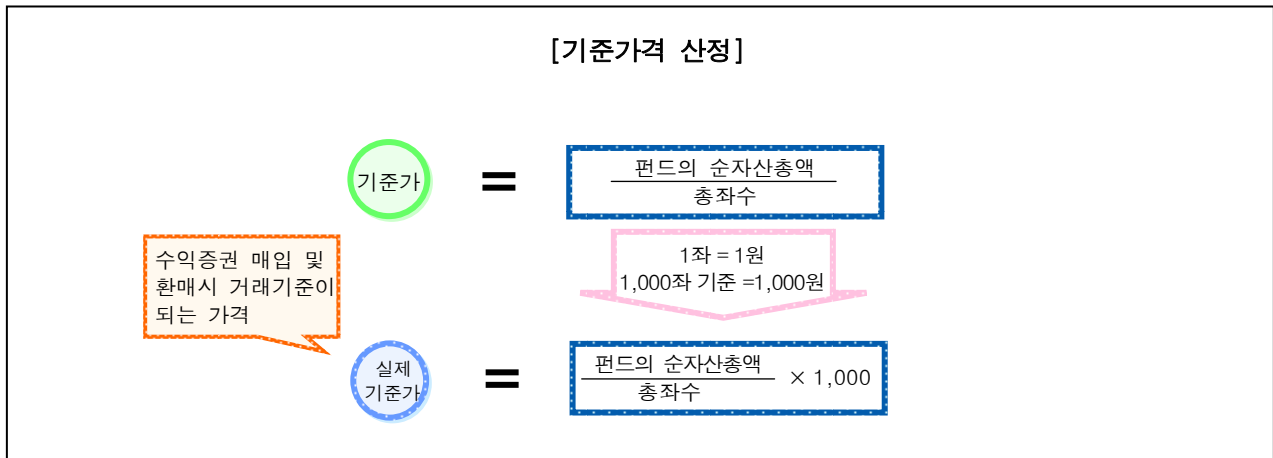 [기준가격 산정]
기준가
=
펀드의 순자산총액
총좌수
1좌 = 1원
1,000좌 기준 =1,000원
수익증권 매입 및
환매시 거래기준이
되는 가격
실제
기준가
=
펀드의 순자산총액
총좌수
× 1,000